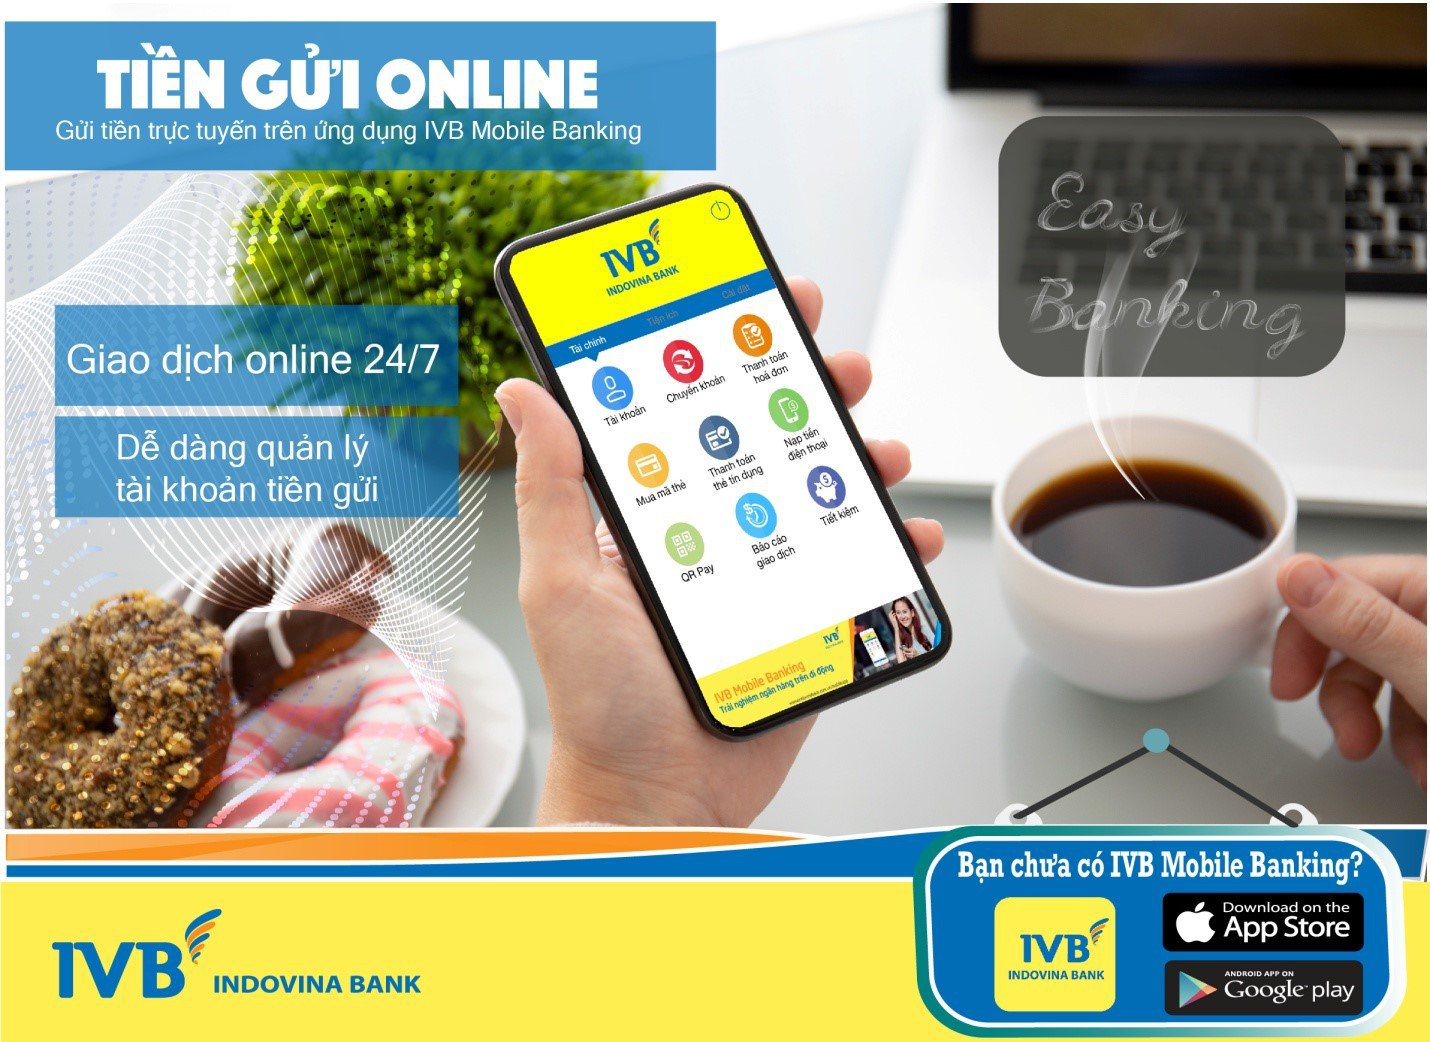 TIỀN GỬI ONLINE
Gửi tiền trực tuyến trên ứng dụng IVB Mobile Banking
Giao dịch online 24/7
Dễ dàng quản lý
tài khoản tiền gửi
IVB
INDOVINA BANK
Tài chính
Tiện ích
Cài đặt
Tài khoản
Chuyển khoản
Thanh toán
hoá đơn
Mua mã thẻ
Thanh toán
thẻ tín dụng
Nạp tiền
điện thoại
QR Pay
Báo cáo
giao dịch
Tiết kiệm
IVB
IVB Mobile Banking
Trải nghiệm ngân hàng trên di động
Easy
Banking
Bạn chưa có IVB Mobile Banking?
IVB
INDOVINA BANK
Download on the
App Store
ANDROID APP ON
Google play
IVB
INDOVINA BANK